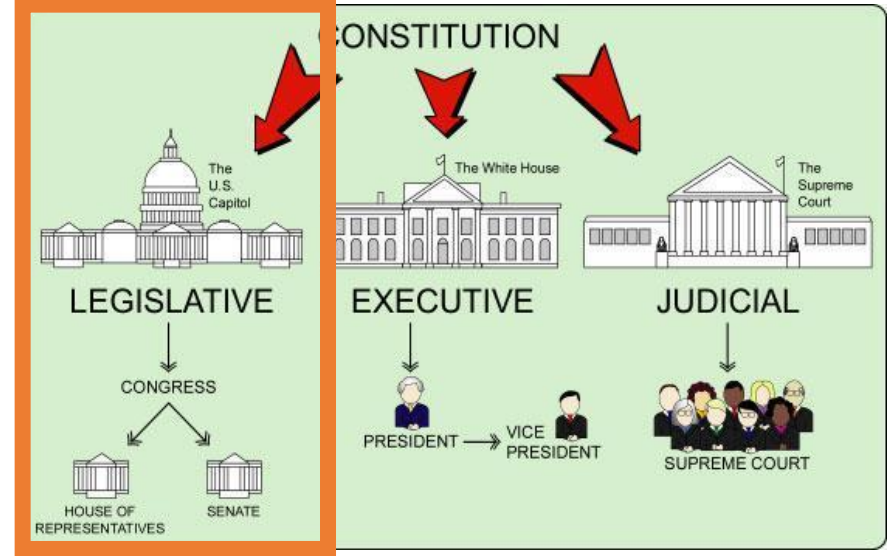 CONSTITUTION
The
U.S.
Capitol
The White House
The
Supreme
Court
LEGISLATIVE
EXECUTIVE
JUDICIAL
CONGRESS
HOUSE OF
REPRESENTATIVES
SENATE
PRESIDENT
VICE
PRESIDENT
SUPREME COURT